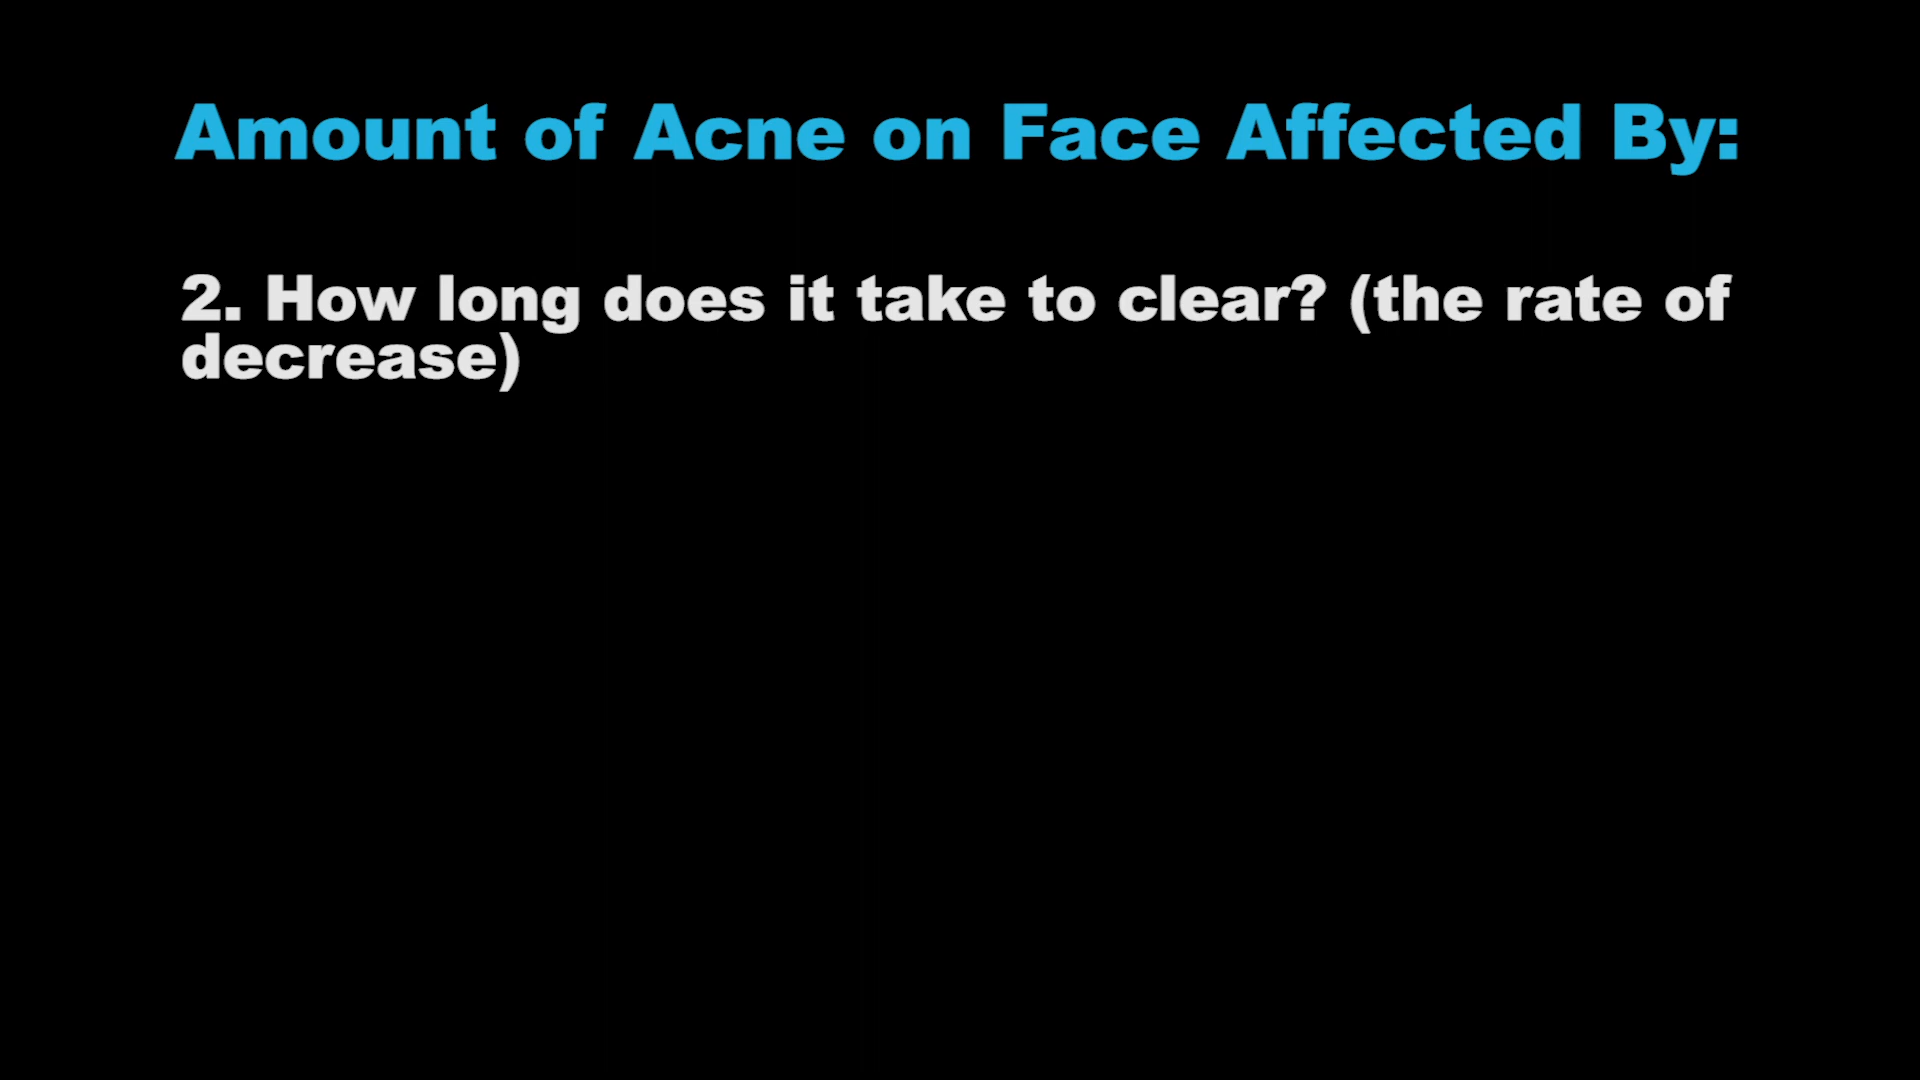 Amount of Acne on Face Affected By:
2. How long does it take to clear? (the rate of
decrease)